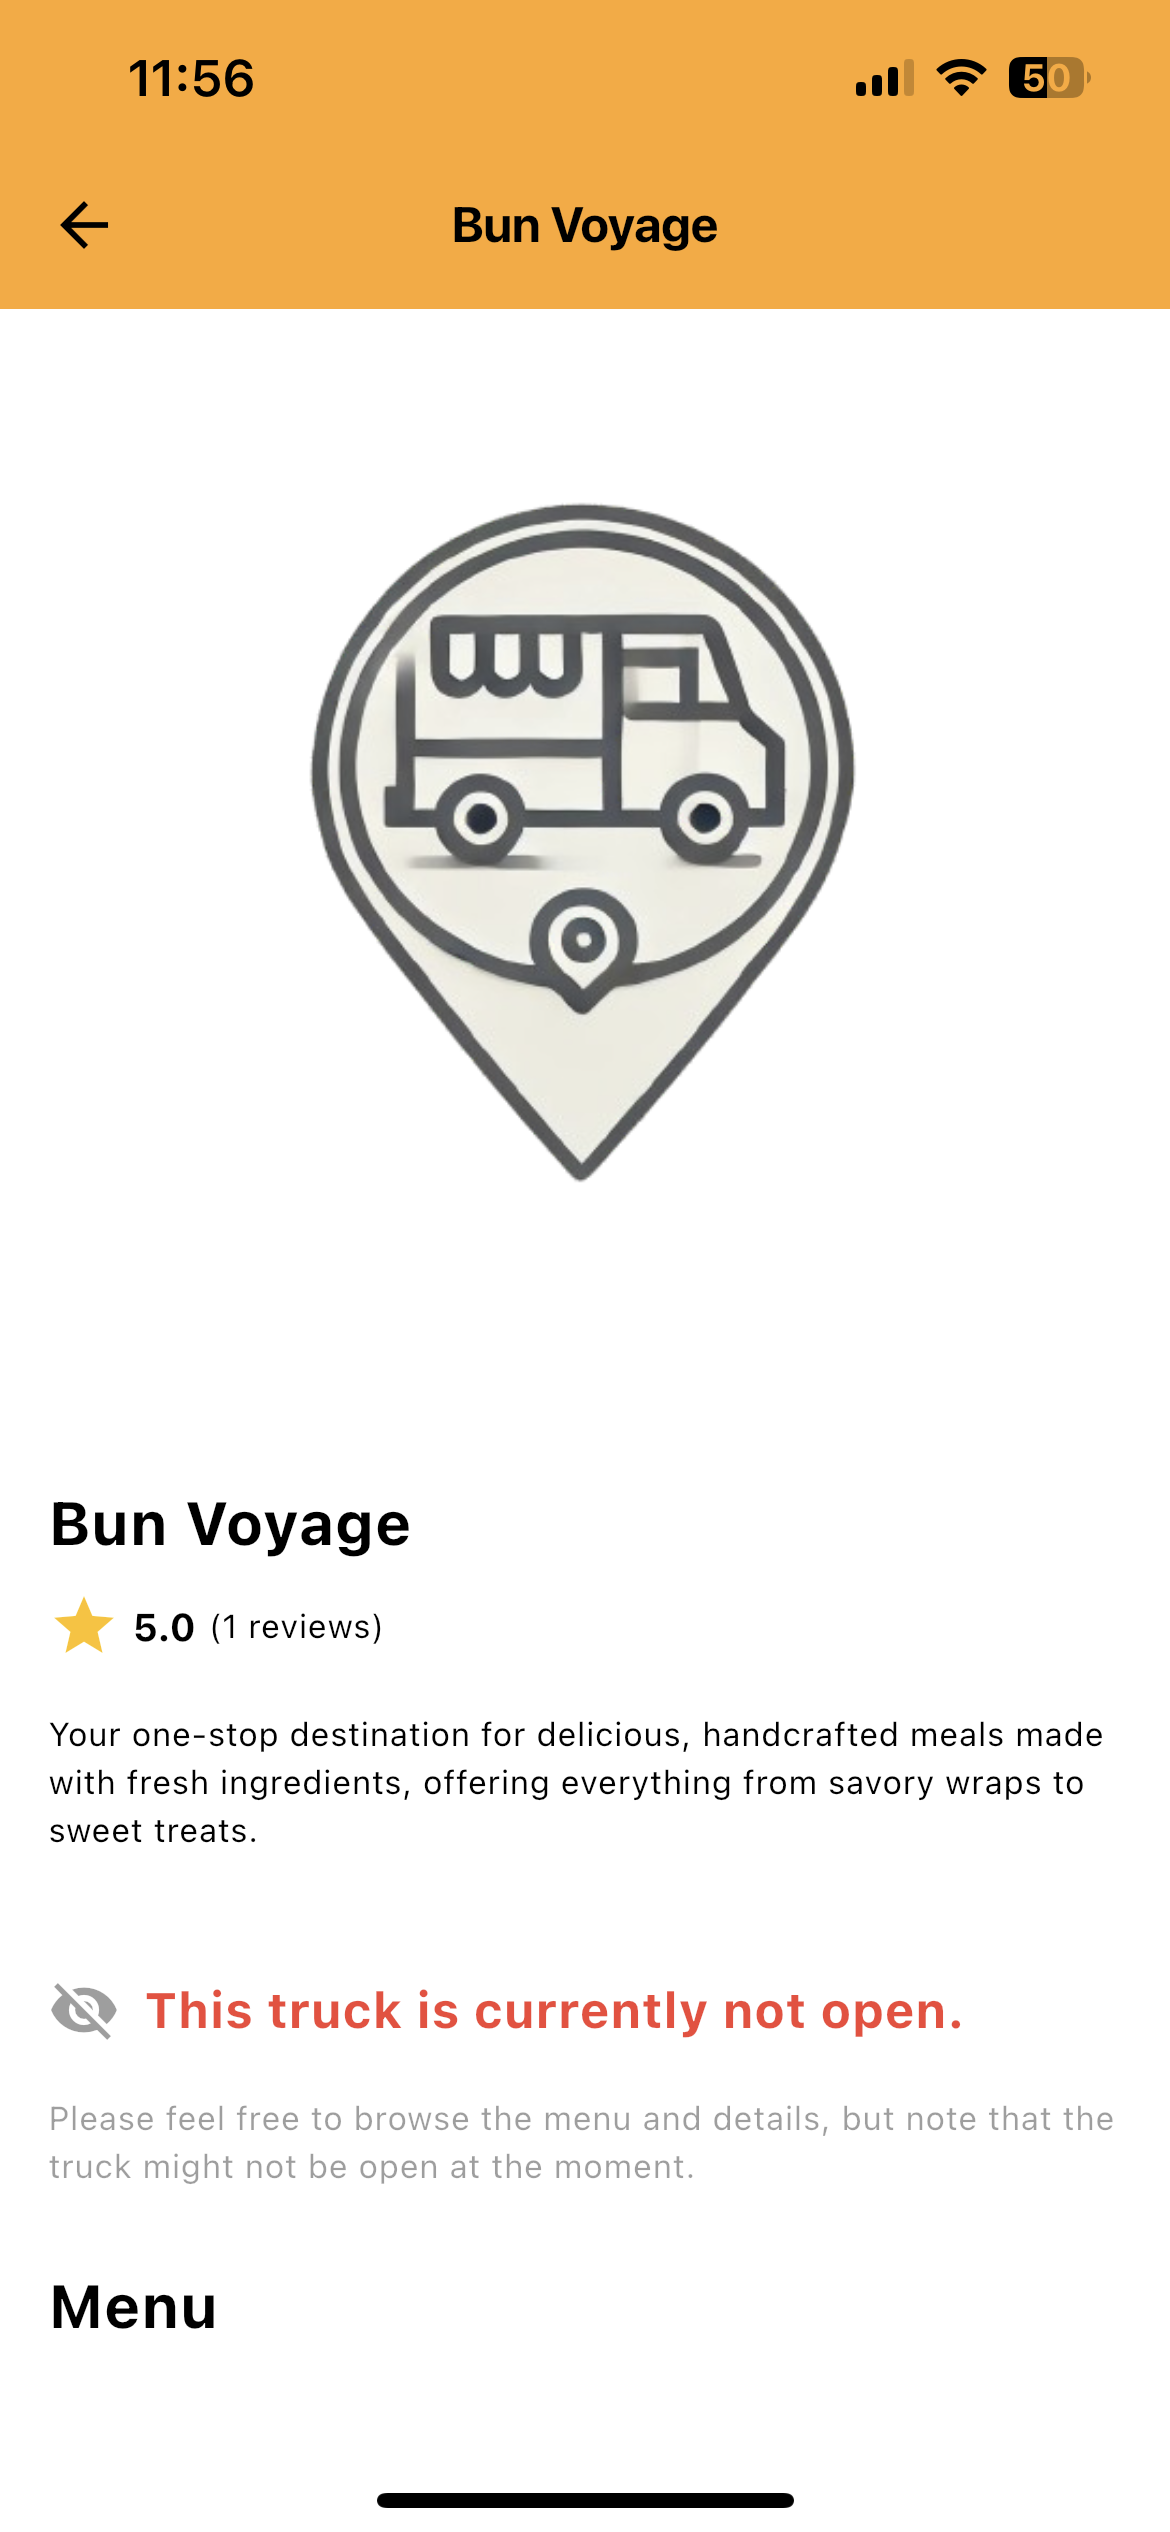 11:56
50
Bun Voyage
Bun Voyage
5.0 (1 reviews)
Your one-stop destination for delicious, handcrafted meals made
with fresh ingredients, offering everything from savory wraps to
sweet treats.
This truck is currently not open.
Please feel free to browse the menu and details, but note that the
truck might not be open at the moment.
Menu